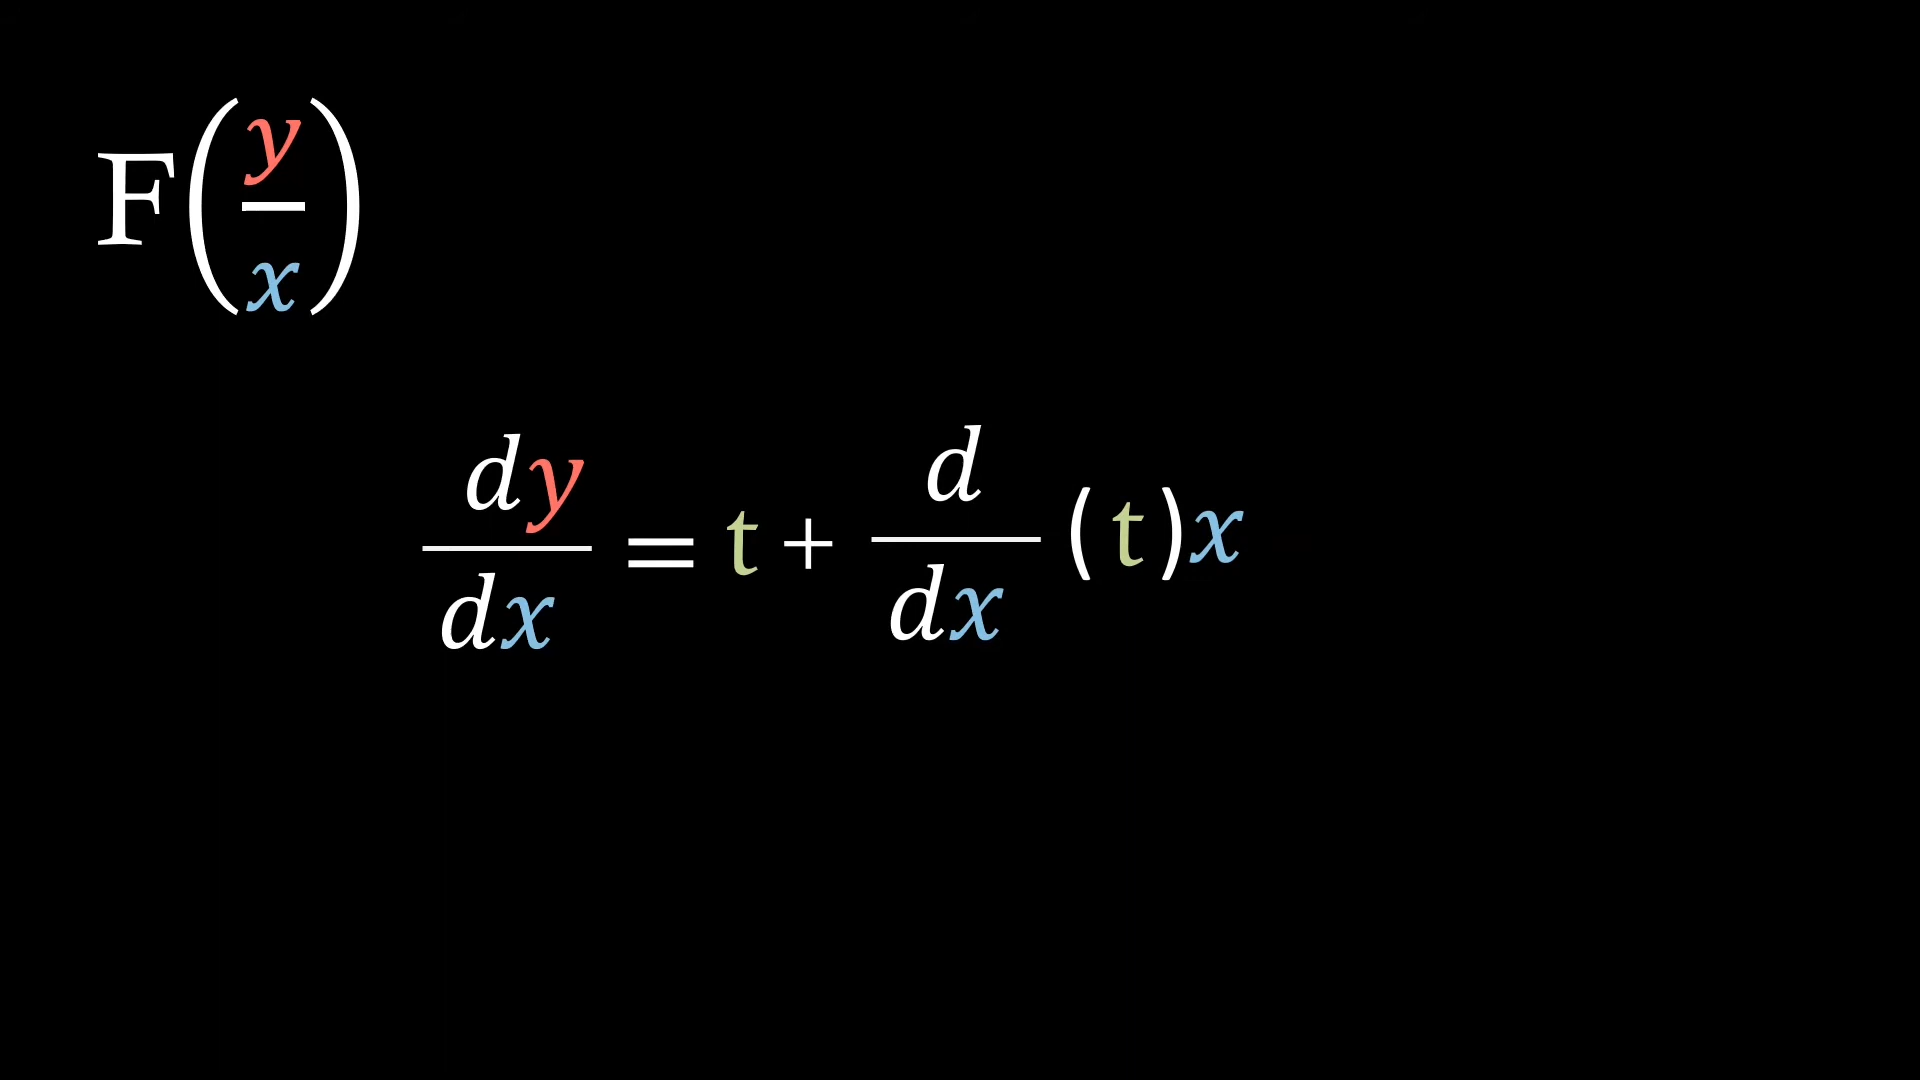 F(y/x)
dy/dx = t + d/dx (t)x